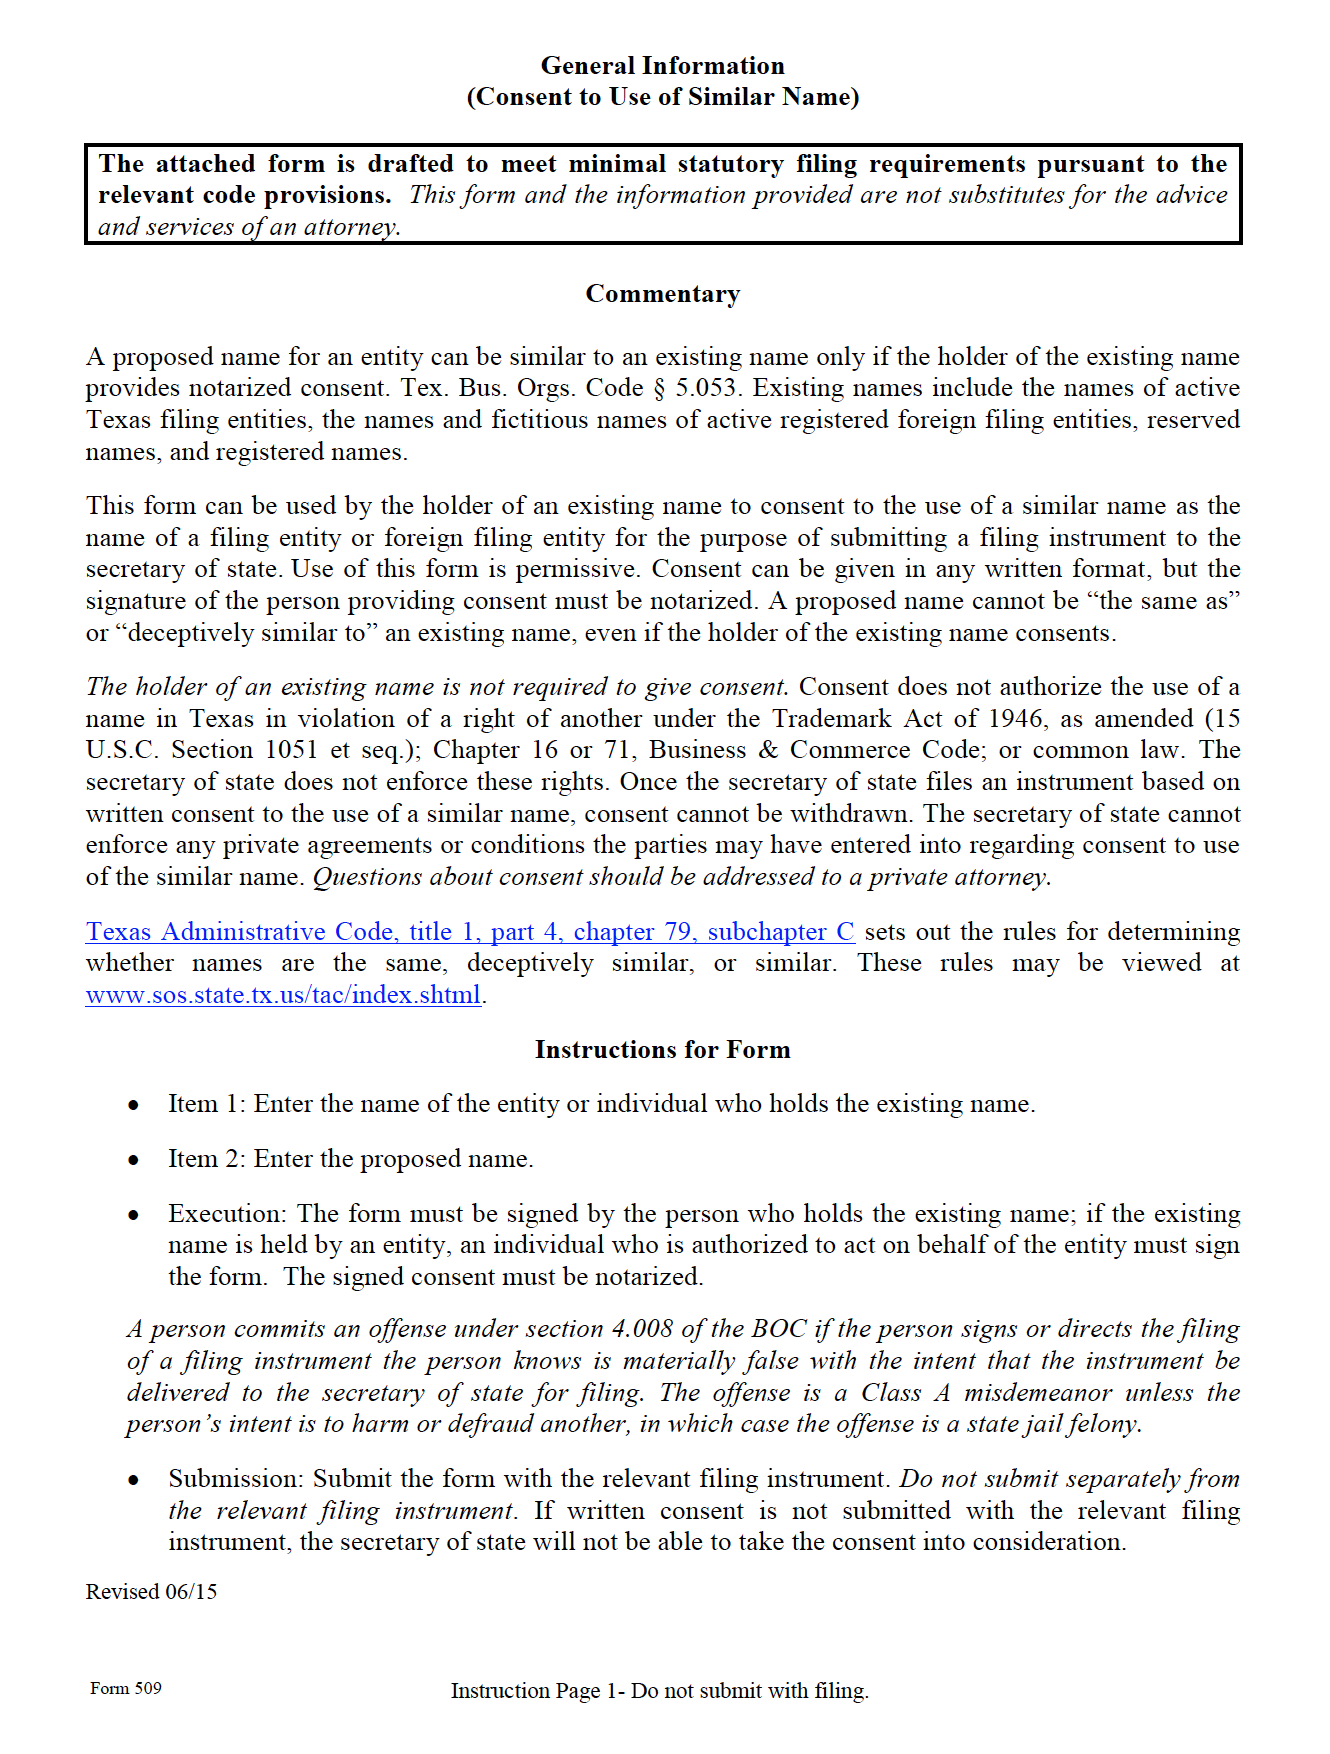 General Information
(Consent to Use of Similar Name)
The attached form is drafted to meet minimal statutory filing requirements pursuant to the
relevant code provisions. This form and the information provided are not substitutes for the advice
and services of an attorney.
Commentary
A proposed name for an entity can be similar to an existing name only if the holder of the existing name
provides notarized consent. Tex. Bus. Orgs. Code § 5.053. Existing names include the names of active
Texas filing entities, the names and fictitious names of active registered foreign filing entities, reserved
names, and registered names.
This form can be used by the holder of an existing name to consent to the use of a similar name as the
name of a filing entity or foreign filing entity for the purpose of submitting a filing instrument to the
secretary of state. Use of this form is permissive. Consent can be given in any written format, but the
signature of the person providing consent must be notarized. A proposed name cannot be “the same as”
or “deceptively similar to” an existing name, even if the holder of the existing name consents.
The holder of an existing name is not required to give consent. Consent does not authorize the use of a
name in Texas in violation of a right of another under the Trademark Act of 1946, as amended (15
U.S.C. Section 1051 et seq.); Chapter 16 or 71, Business & Commerce Code; or common law. The
secretary of state does not enforce these rights. Once the secretary of state files an instrument based on
written consent to the use of a similar name, consent cannot be withdrawn. The secretary of state cannot
enforce any private agreements or conditions the parties may have entered into regarding consent to use
of the similar name. Questions about consent should be addressed to a private attorney.
Texas Administrative Code, title 1, part 4, chapter 79, subchapter C sets out the rules for determining
whether names are the same, deceptively similar, or similar. These rules may be viewed at
www.sos.state.tx.us/tac/index.shtml.
Instructions for Form
• Item 1: Enter the name of the entity or individual who holds the existing name.
• Item 2: Enter the proposed name.
• Execution: The form must be signed by the person who holds the existing name; if the existing
name is held by an entity, an individual who is authorized to act on behalf of the entity must sign
the form. The signed consent must be notarized.
A person commits an offense under section 4.008 of the BOC if the person signs or directs the filing
of a filing instrument the person knows is materially false with the intent that the instrument be
delivered to the secretary of state for filing. The offense is a Class A misdemeanor unless the
person’s intent is to harm or defraud another, in which case the offense is a state jail felony.
• Submission: Submit the form with the relevant filing instrument. Do not submit separately from
the relevant filing instrument. If written consent is not submitted with the relevant filing
instrument, the secretary of state will not be able to take the consent into consideration.
Revised 06/15
Form 509
Instruction Page 1- Do not submit with filing.